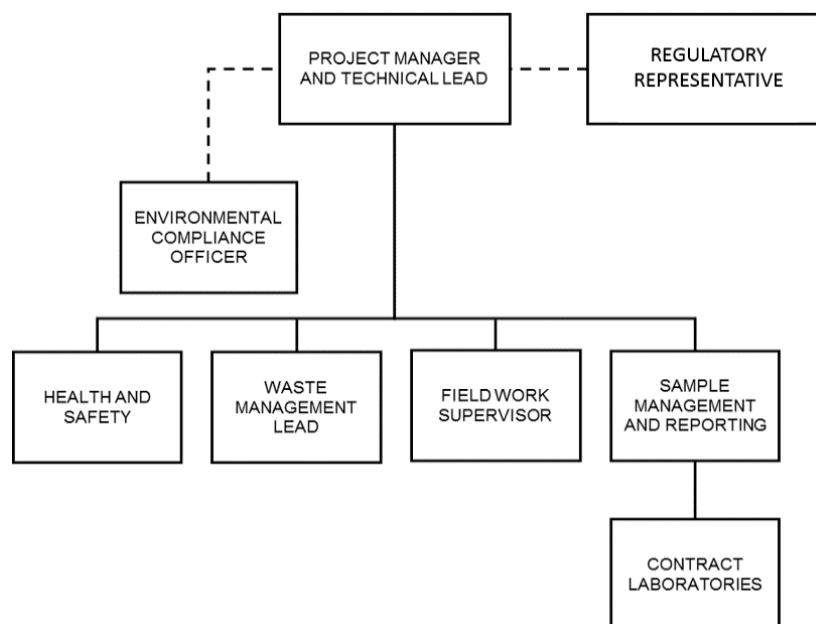 PROJECT MANAGER
AND TECHNICAL LEAD
REGULATORY
REPRESENTATIVE
ENVIRONMENTAL
COMPLIANCE
OFFICER
HEALTH AND
SAFETY
WASTE
MANAGEMENT
LEAD
FIELD WORK
SUPERVISOR
SAMPLE
MANAGEMENT
AND REPORTING
CONTRACT
LABORATORIES